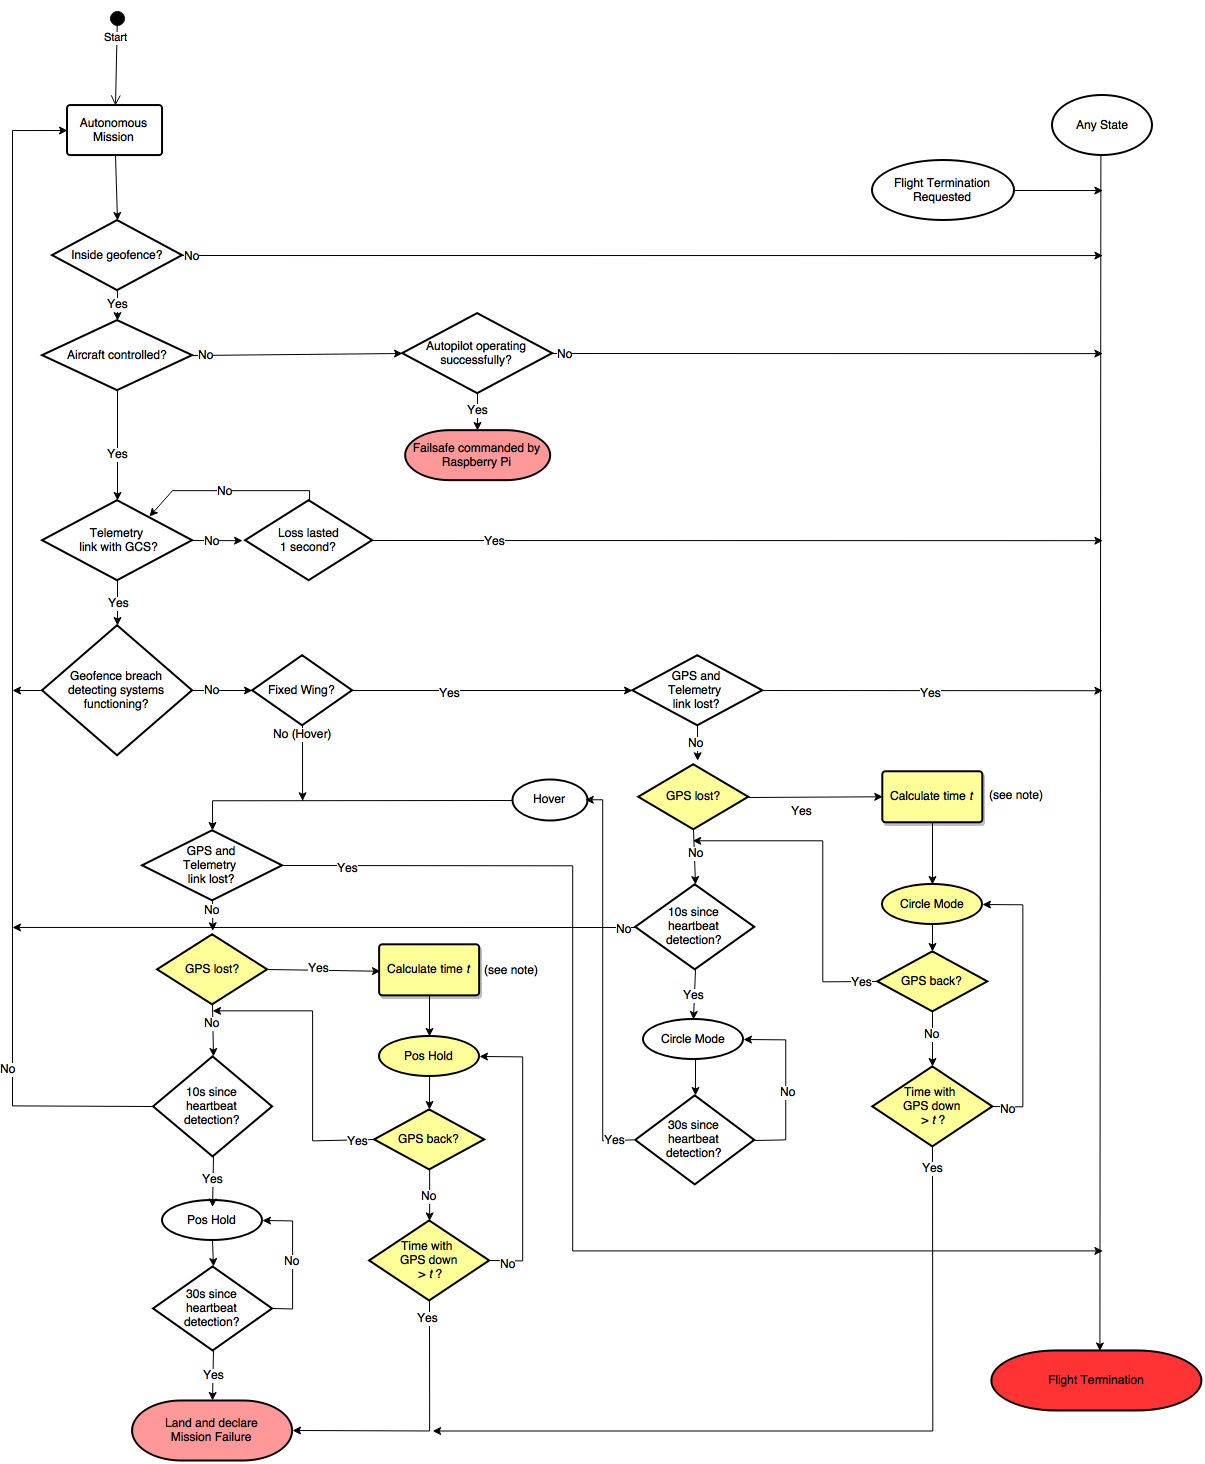 Start
Autonomous
Mission
Any State
Flight Termination
Requested
Inside geofence?
No
Yes
Aircraft controlled?
No
Autopilot operating
successfully?
No
Yes
Failsafe commanded by
Raspberry Pi
Yes
No
Telemetry
link with GCS?
No
Loss lasted
1 second?
Yes
Yes
Geofence breach
detecting systems
functioning?
No
Fixed Wing?
Yes
GPS and
Telemetry
link lost?
Yes
No (Hover)
No
Hover
GPS lost?
Yes
Calculate time t
(see note)
GPS and
Telemetry
link lost?
Yes
No
No
10s since
heartbeat
detection?
No
Circle Mode
GPS lost?
Yes
Calculate time t
(see note)
Yes
GPS back?
Yes
No
Circle Mode
No
Pos Hold
No
10s since
heartbeat
detection?
No
Time with
GPS down
> t ?
No
30s since
heartbeat
detection?
Yes
GPS back?
Yes
Yes
Yes
No
Pos Hold
Time with
GPS down
> t ?
No
No
30s since
heartbeat
detection?
Yes
Yes
Land and declare
Mission Failure
Flight Termination